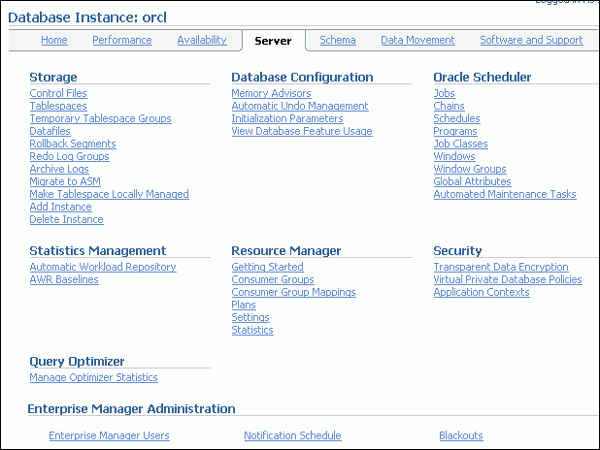 Logged in As
Database Instance: orcl
Home Performance Availability Server Schema Data Movement Software and Support
Storage Database Configuration Oracle Scheduler
Control Files Memory Advisors Jobs
Tablespaces Automatic Undo Management Chains
Temporary Tablespace Groups Initialization Parameters Schedules
Datafiles View Database Feature Usage Programs
Rollback Segments Job Classes
Redo Log Groups Windows
Archive Logs Window Groups
Migrate to ASM Global Attributes
Make Tablespace Locally Managed Automated Maintenance Tasks
Add Instance
Delete Instance
Statistics Management Resource Manager Security
Automatic Workload Repository Getting Started Transparent Data Encryption
AWR Baselines Consumer Groups Virtual Private Database Policies
Consumer Group Mappings Application Contexts
Plans
Settings
Statistics
Query Optimizer
Manage Optimizer Statistics
Enterprise Manager Administration
Enterprise Manager Users Notification Schedule Blackouts